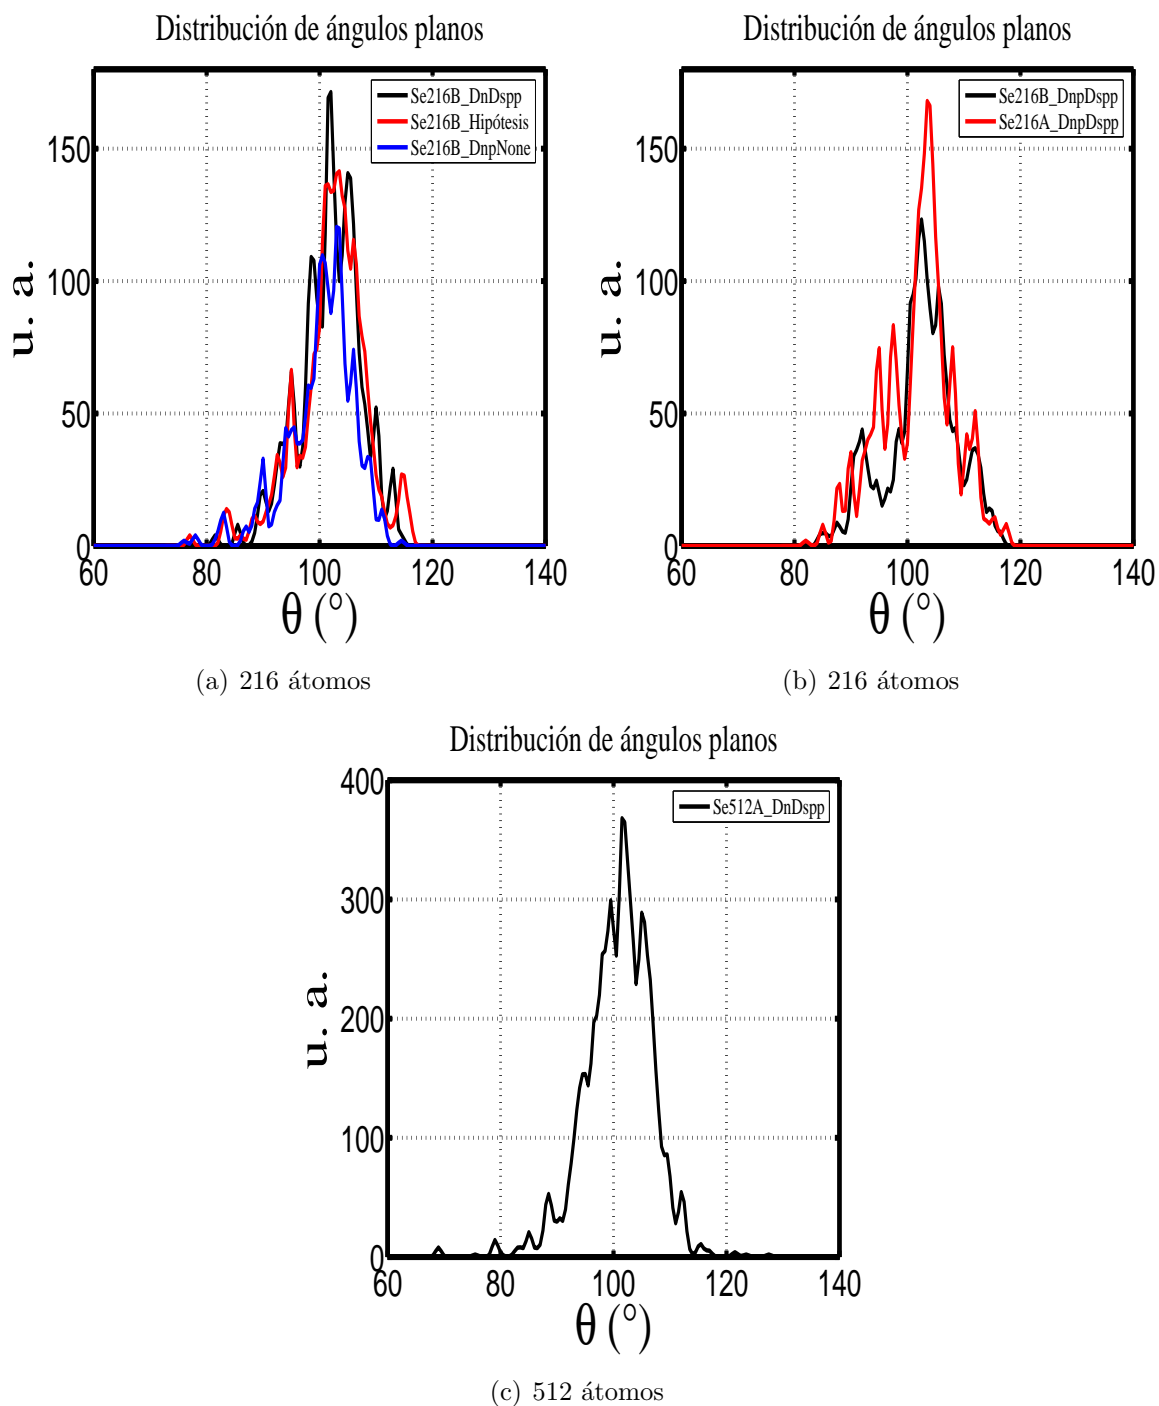 Distribución de ángulos planos
Se216B_DnDspp
Se216B_Hipótesis
Se216B_DnpNone
150
100
50
0
60 80 100 120 140
u. a.
θ (°)
(a) 216 átomos
Distribución de ángulos planos
Se216B_DnpDspp
Se216A_DnpDspp
150
100
50
0
60 80 100 120 140
u. a.
θ (°)
(b) 216 átomos
Distribución de ángulos planos
Se512A_DnDspp
400
300
200
100
0
60 80 100 120 140
u. a.
θ (°)
(c) 512 átomos